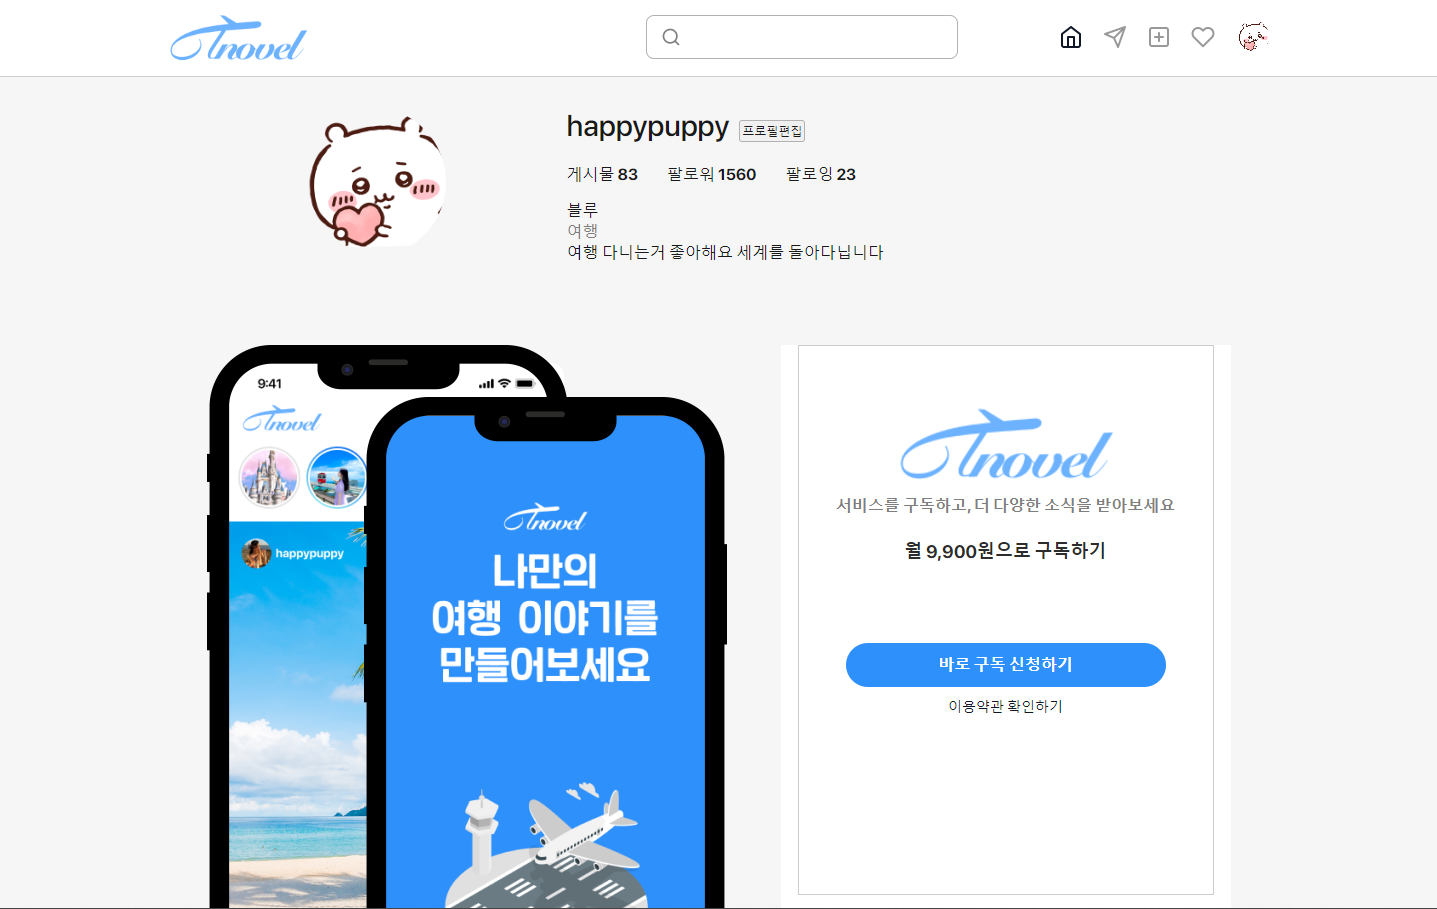 Tnovel
happypuppy 프로필편집
게시물 83 팔로워 1560 팔로잉 23
블루
여행
여행 다니는거 좋아해요 세계를 돌아다닙니다
9:41
Tnovel
happypuppy
Tnovel
나만의
여행 이야기를
만들어보세요
Tnovel
서비스를 구독하고, 더 다양한 소식을 받아보세요
월 9,900원으로 구독하기
바로 구독 신청하기
이용약관 확인하기